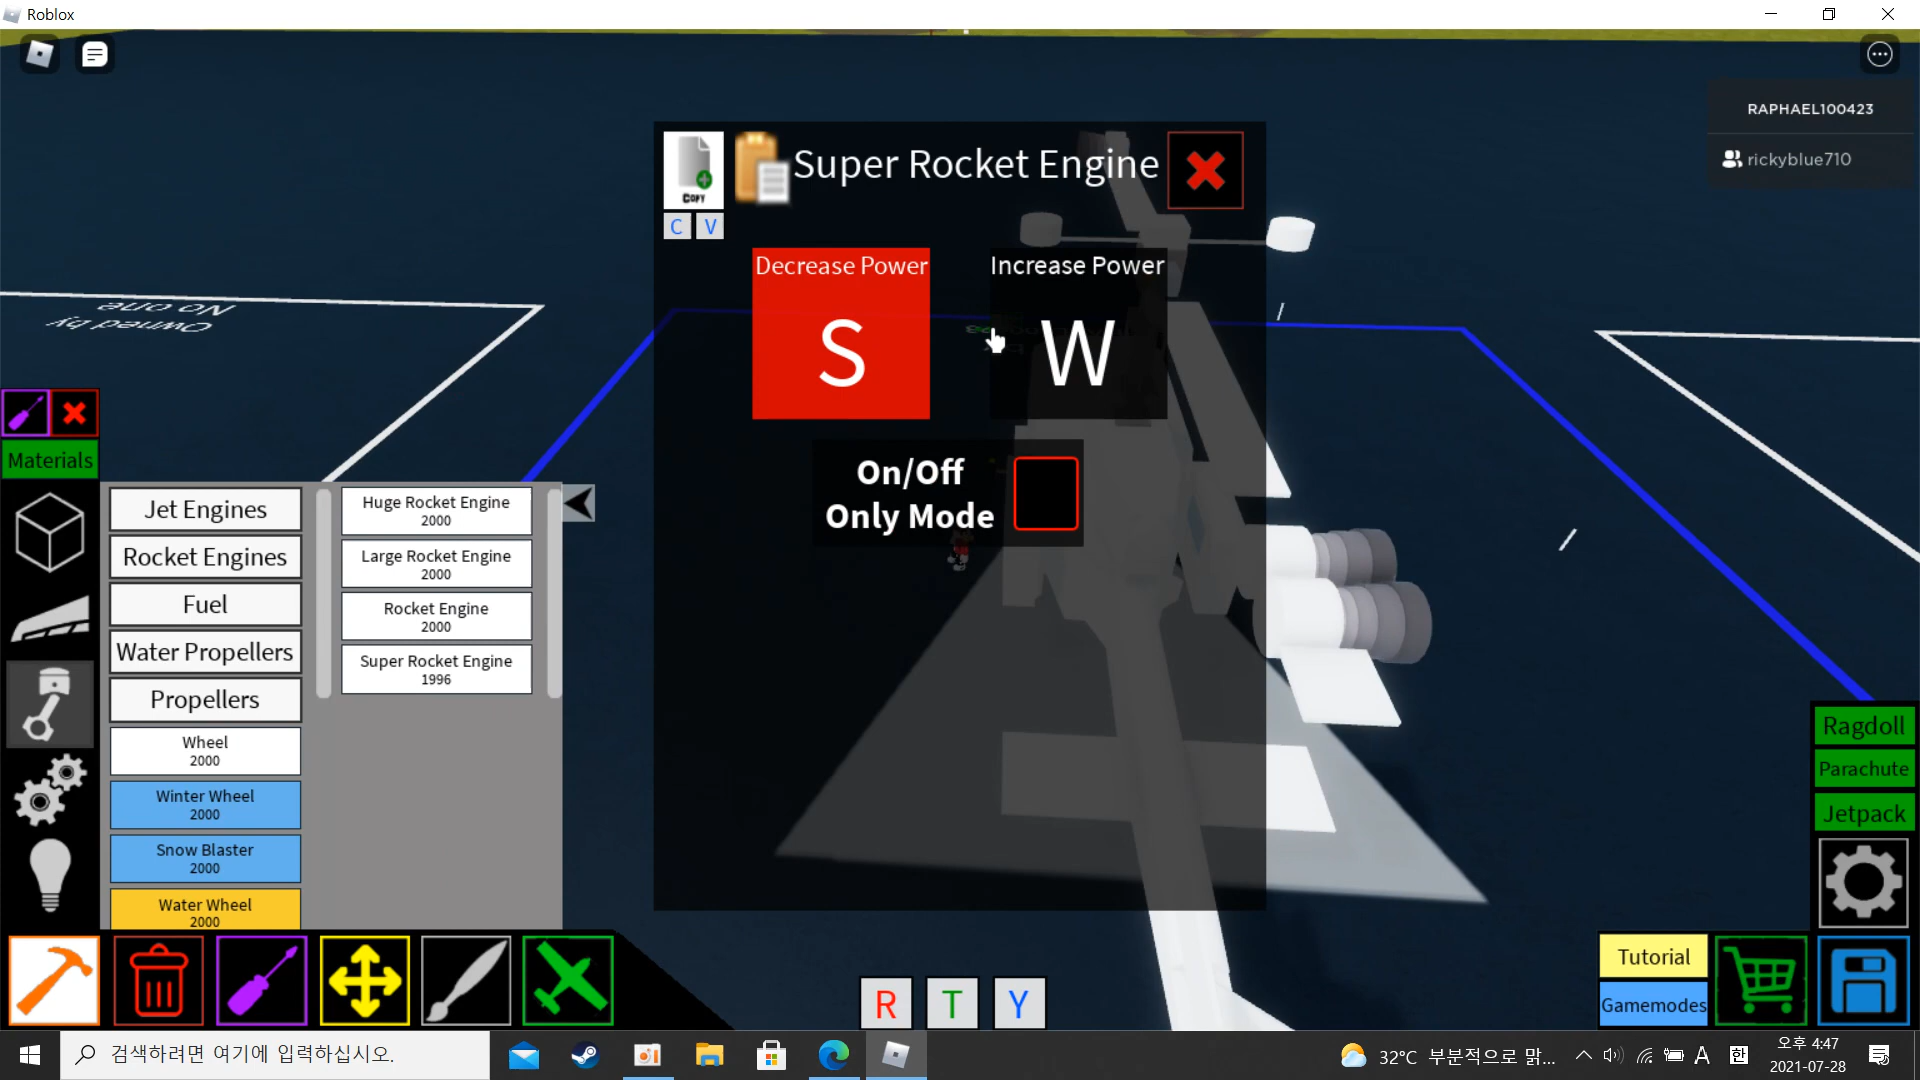 Roblox
RAPHAEL100423
rickyblue710
COPY
Super Rocket Engine
C
V
Decrease Power
S
Increase Power
W
On/Off
Only Mode
No one
Owned by
Materials
Jet Engines
Rocket Engines
Fuel
Water Propellers
Propellers
Wheel
2000
Winter Wheel
2000
Snow Blaster
2000
Water Wheel
2000
Huge Rocket Engine
2000
Large Rocket Engine
2000
Rocket Engine
2000
Super Rocket Engine
1996
Ragdoll
Parachute
Jetpack
Tutorial
Gamemodes
R
T
Y
검색하려면 여기에 입력하십시오.
32°C 부분적으로 맑...
A
한
오후 4:47
2021-07-28